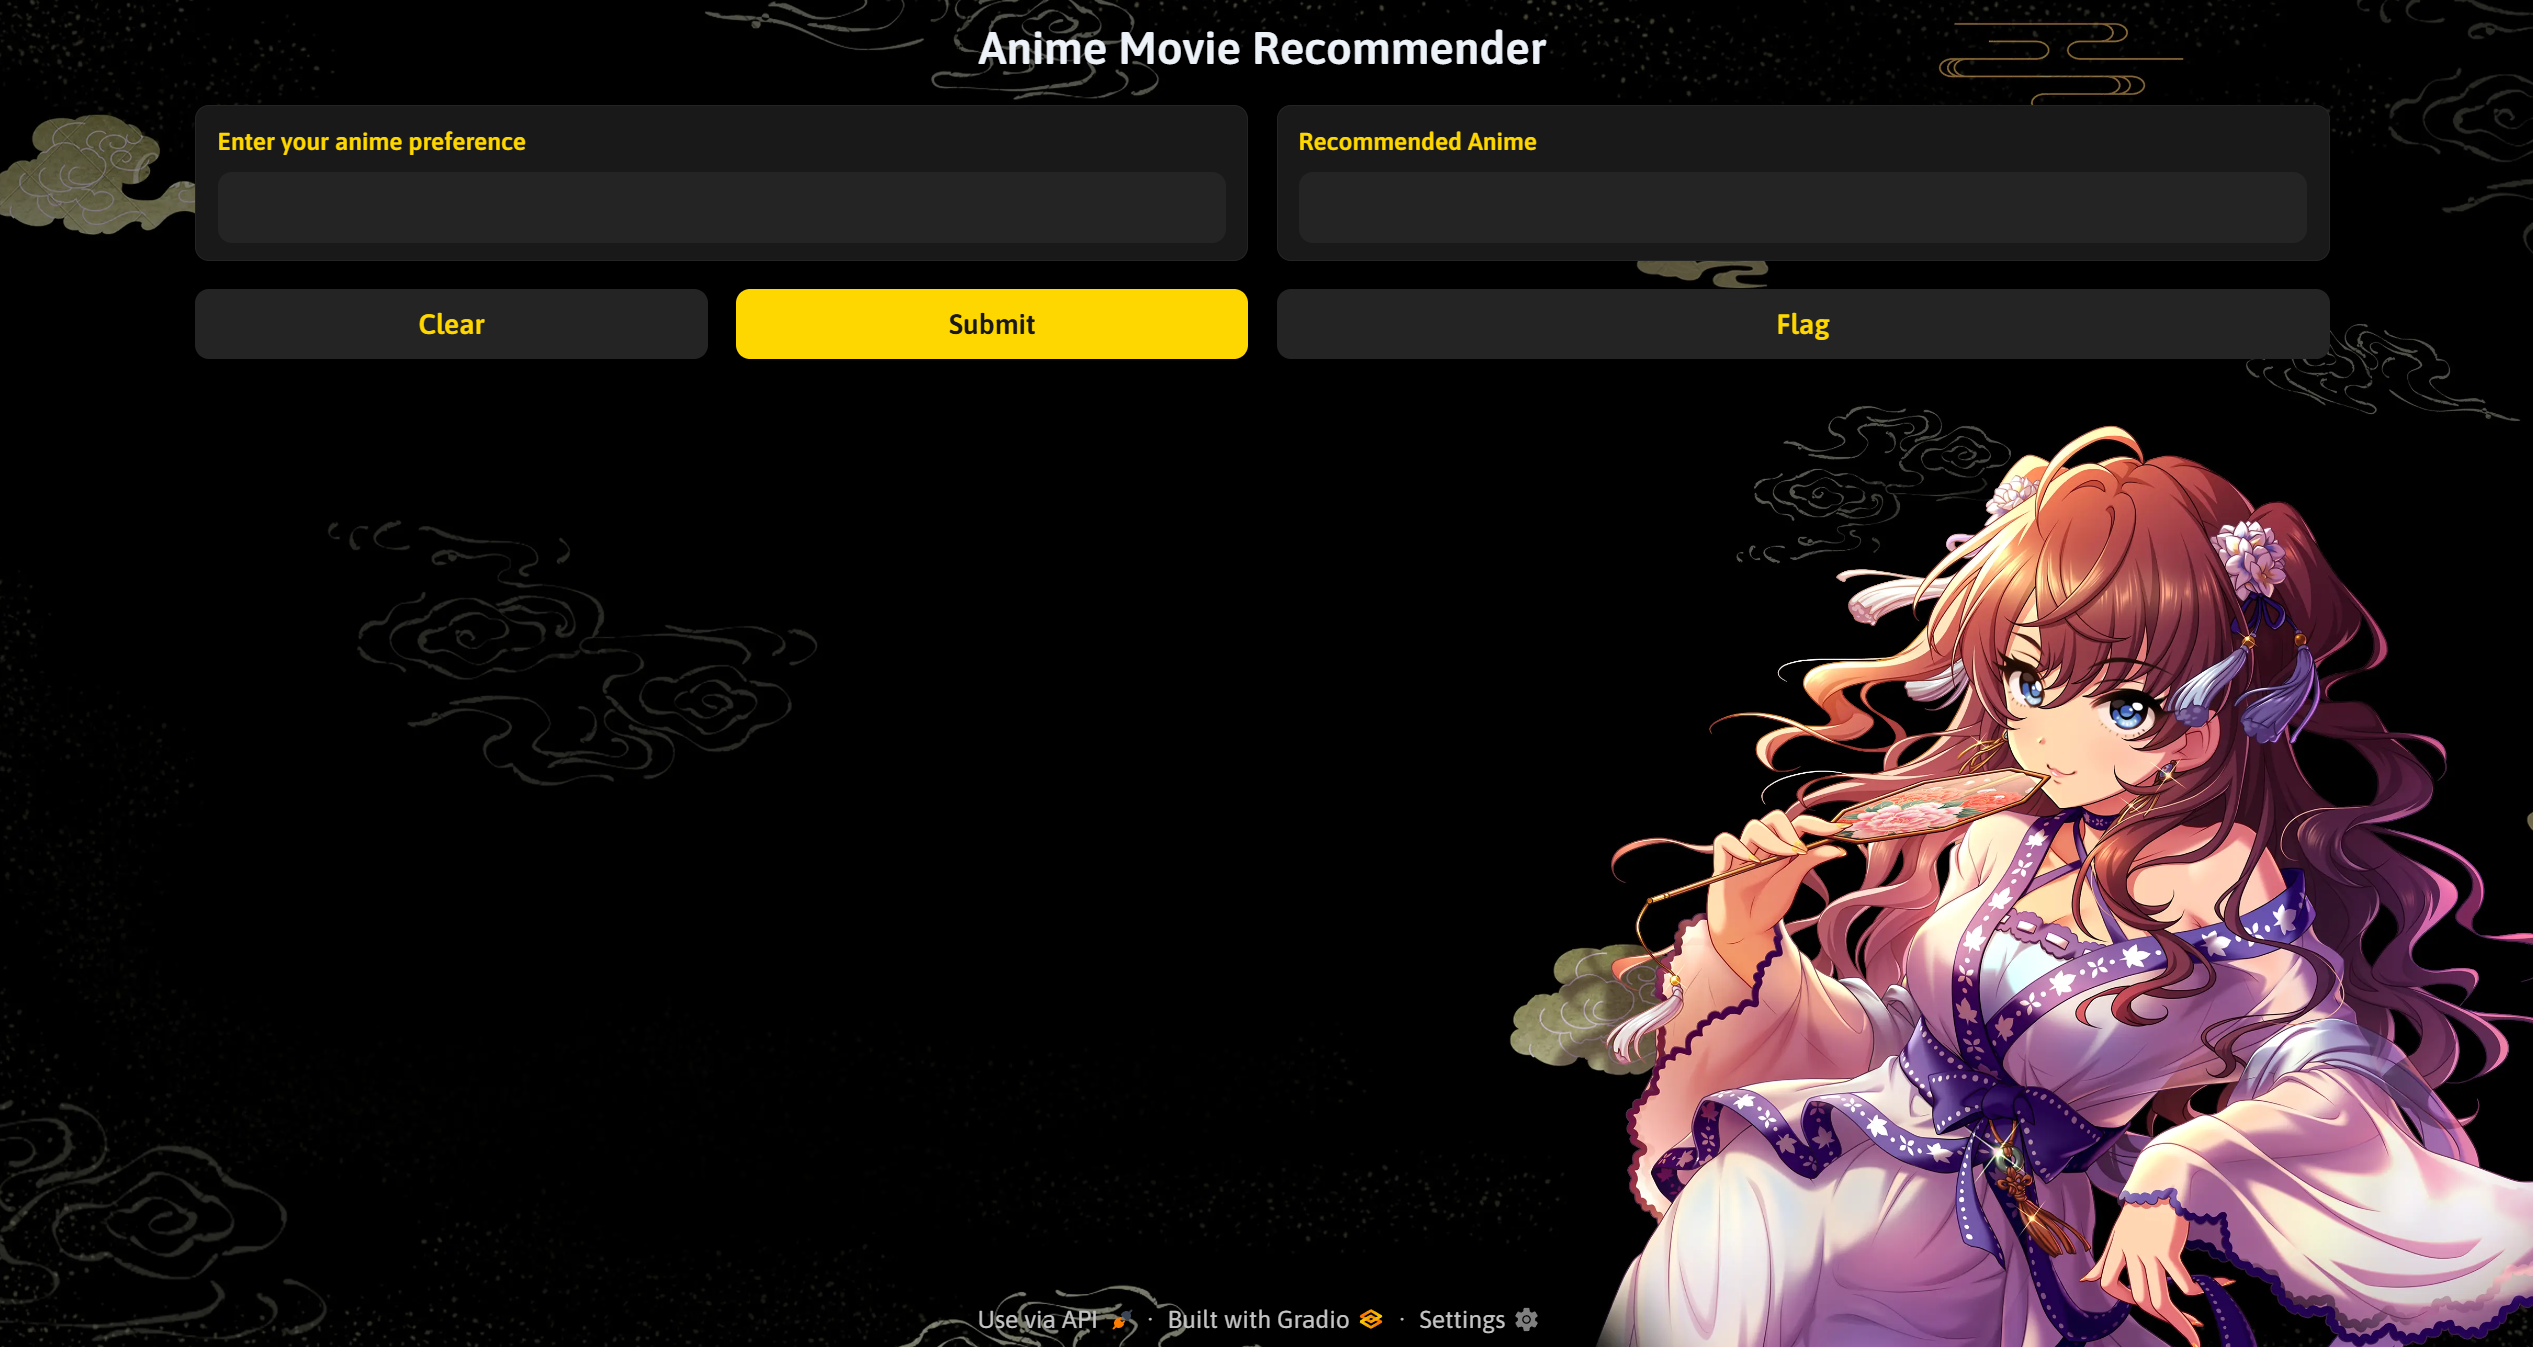 Anime Movie Recommender
Enter your anime preference
Recommended Anime
Clear
Submit
Flag
Use via API · Built with Gradio · Settings